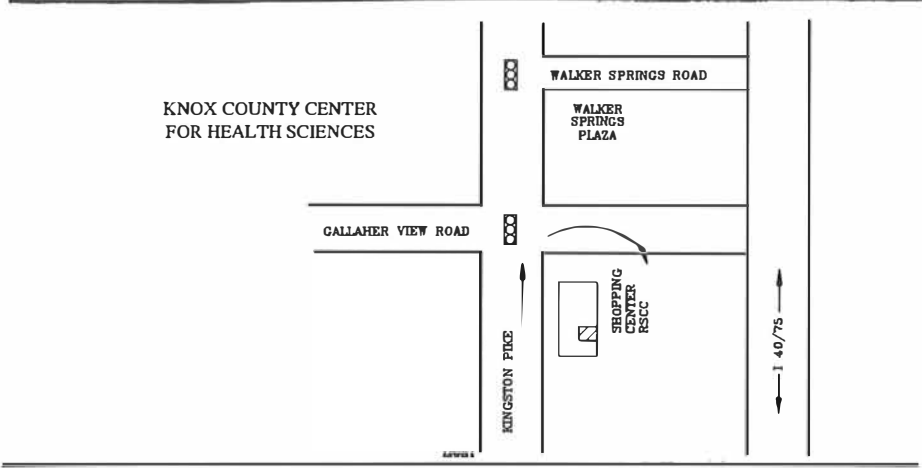 KNOX COUNTY CENTER
FOR HEALTH SCIENCES
WALKER SPRINGS ROAD
WALKER
SPRINGS
PLAZA
GALLAHER VIEW ROAD
SHOPPING
CENTER
RSCC
KINGSTON PIKE
I 40/75